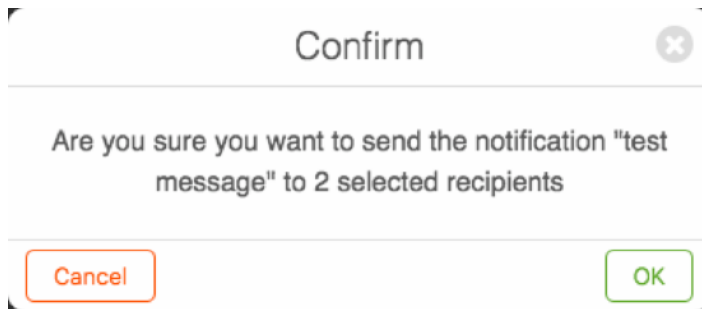 Confirm
Are you sure you want to send the notification "test
message" to 2 selected recipients
Cancel
OK